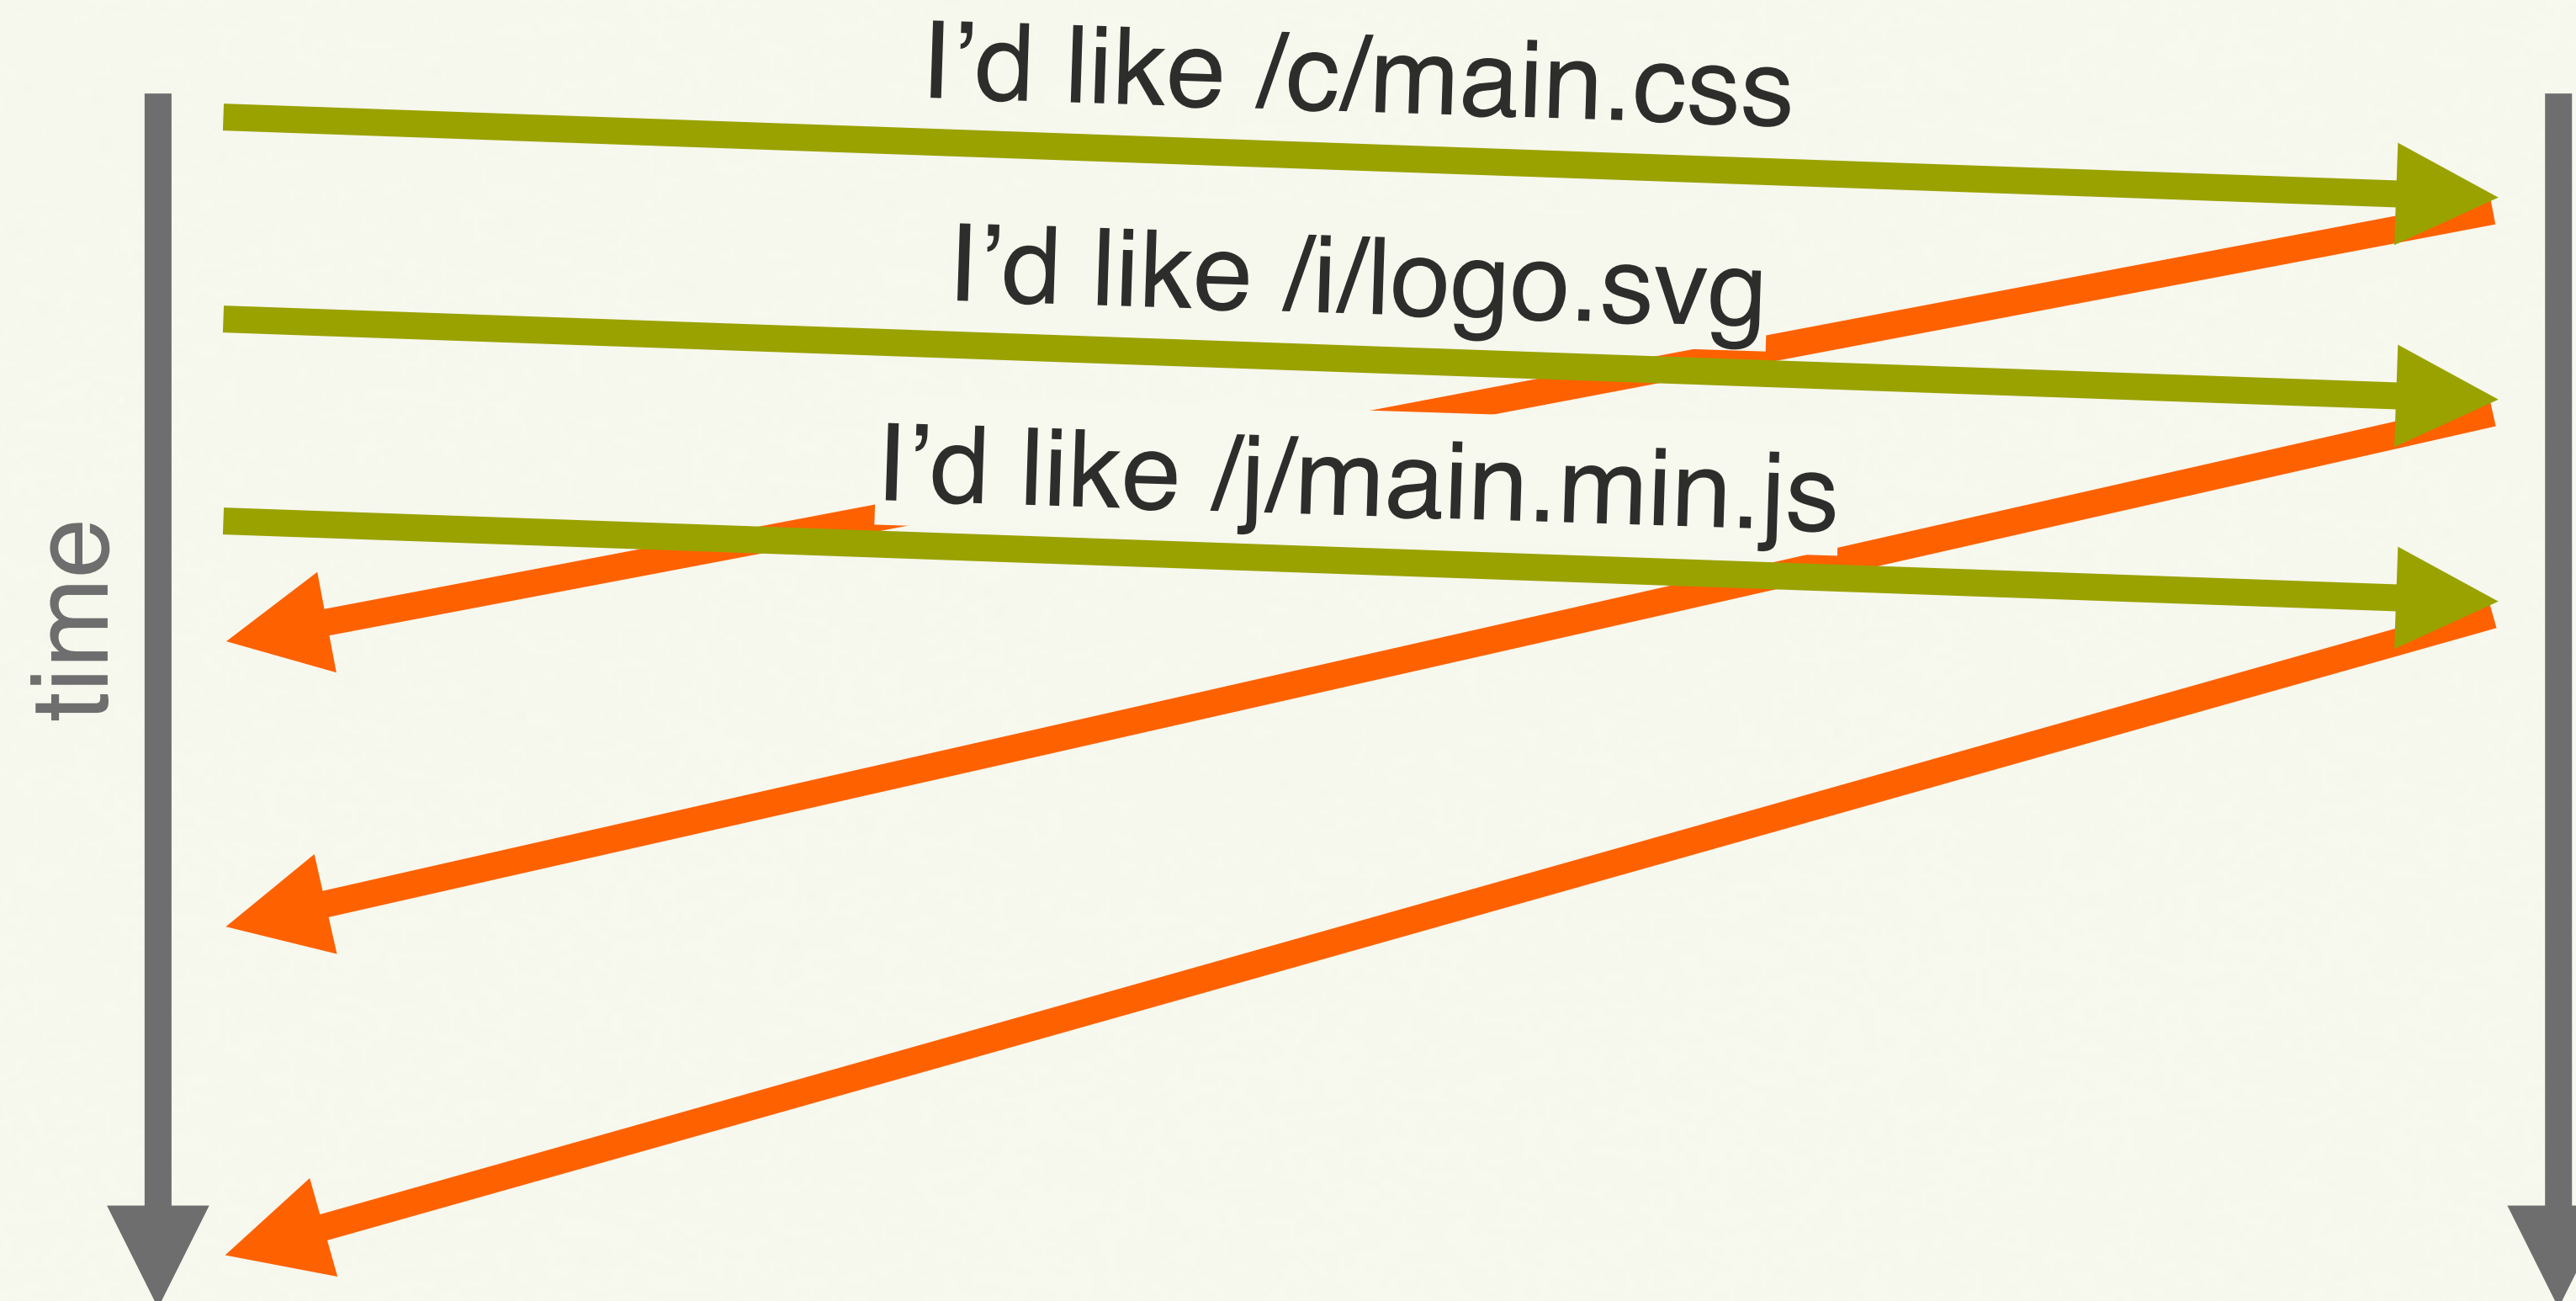 I’d like /c/main.css
I’d like /i/logo.svg
I’d like /j/main.min.js
time